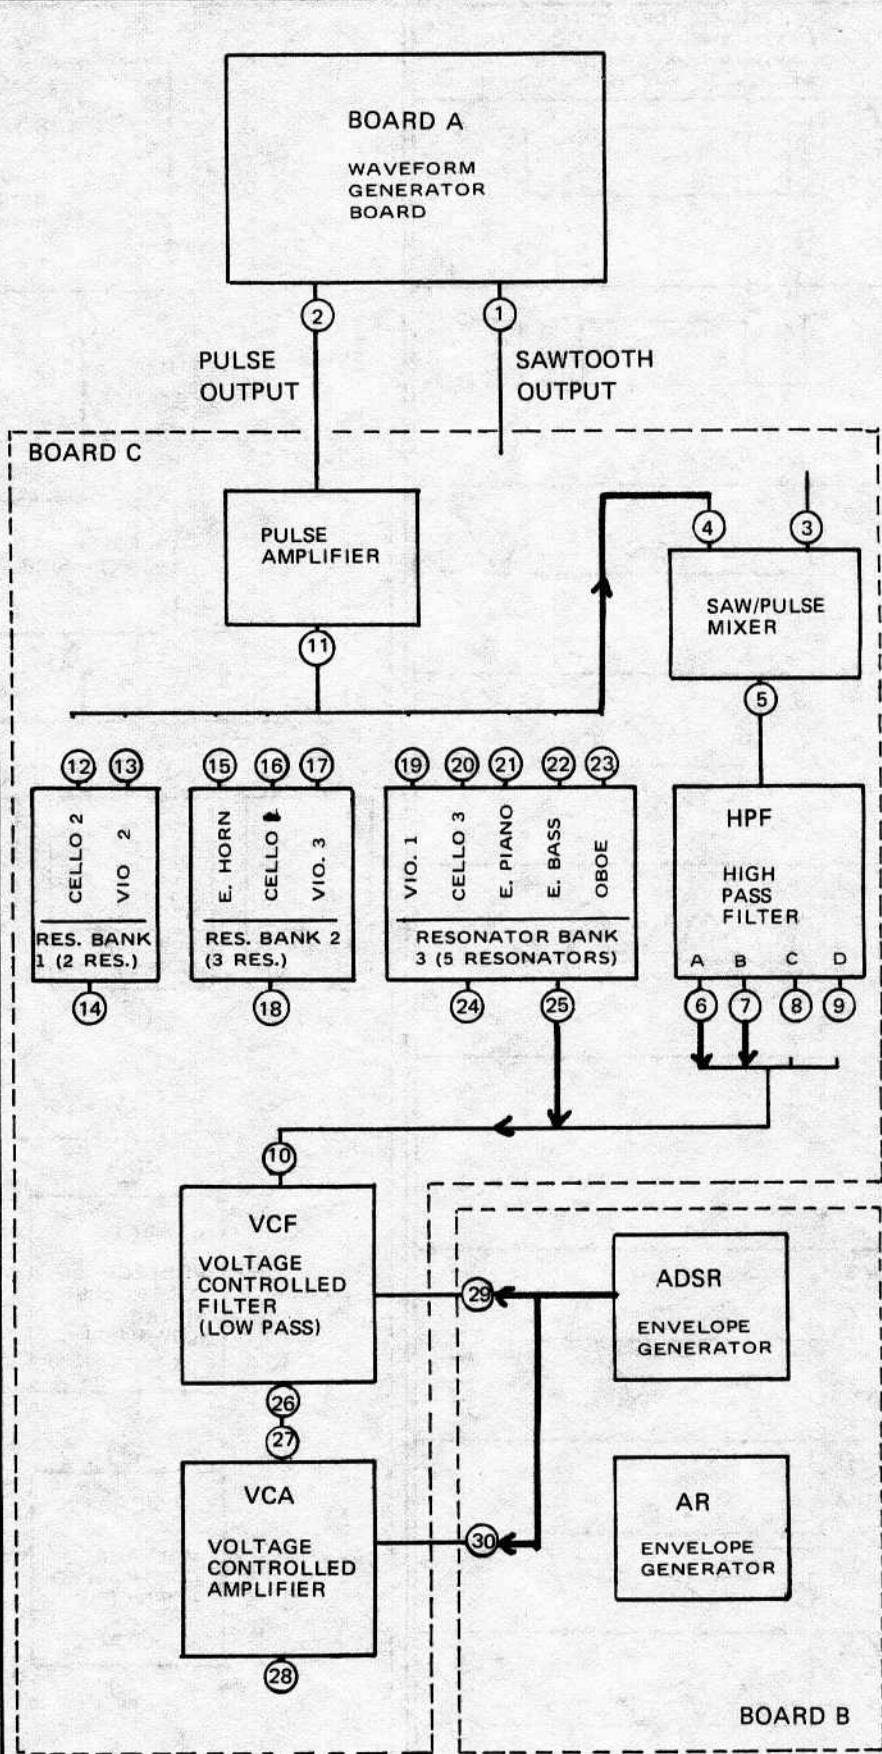 BOARD A
WAVEFORM
GENERATOR
BOARD
2
1
PULSE
OUTPUT
SAWTOOTH
OUTPUT
BOARD C
PULSE
AMPLIFIER
4
3
SAW/PULSE
MIXER
11
5
12
13
15
16
17
19
20
21
22
23
CELLO 2
VIO 2
RES. BANK
1 (2 RES.)
E. HORN
CELLO
VIO. 3
RES. BANK 2
(3 RES.)
VIO. 1
CELLO 3
E. PIANO
E. BASS
OBOE
RESONATOR BANK
3 (5 RESONATORS)
HPF
HIGH
PASS
FILTER
A B C D
14
18
24
25
6
7
8
9
10
VCF
VOLTAGE
CONTROLLED
FILTER
(LOW PASS)
29
ADSR
ENVELOPE
GENERATOR
26
27
VCA
VOLTAGE
CONTROLLED
AMPLIFIER
30
AR
ENVELOPE
GENERATOR
28
BOARD B